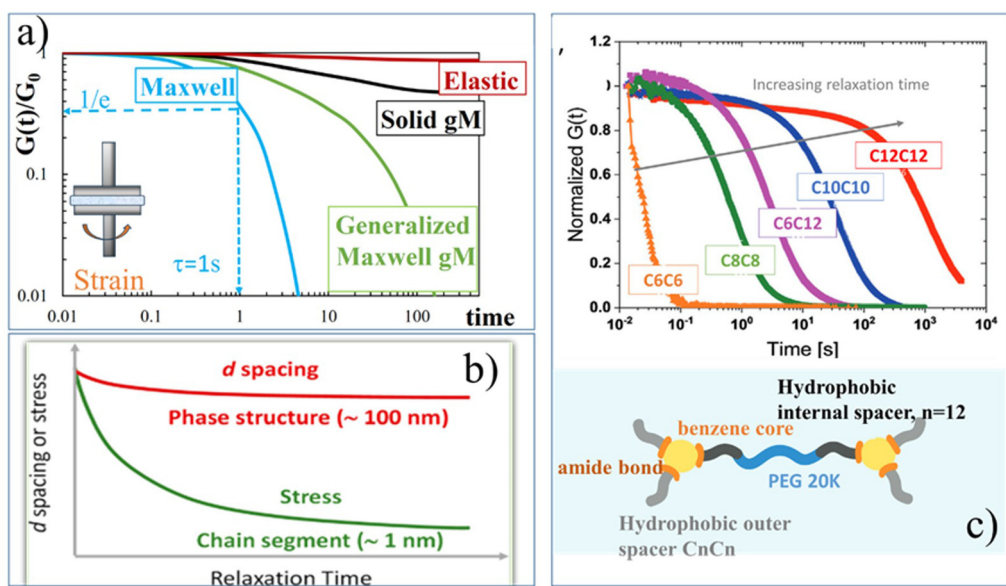 a)
G(t)/G₀
1
0.1
0.01
1/e
Maxwell
Elastic
Solid gM
Generalized
Maxwell gM
Strain
τ=1s
0.01
0.1
1
10
100
time
b)
d spacing
Phase structure (~ 100 nm)
Stress
Chain segment (~ 1 nm)
d spacing or stress
Relaxation Time
,
Normalized G(t)
1.2
1
0.8
0.6
0.4
0.2
0.0
Increasing relaxation time
C12C12
C10C10
C6C12
C8C8
C6C6
10⁻²
10⁻¹
10⁰
10¹
10²
10³
10⁴
Time [s]
Hydrophobic
internal spacer, n=12
benzene core
amide bond
PEG 20K
Hydrophobic outer
spacer CnCn
c)